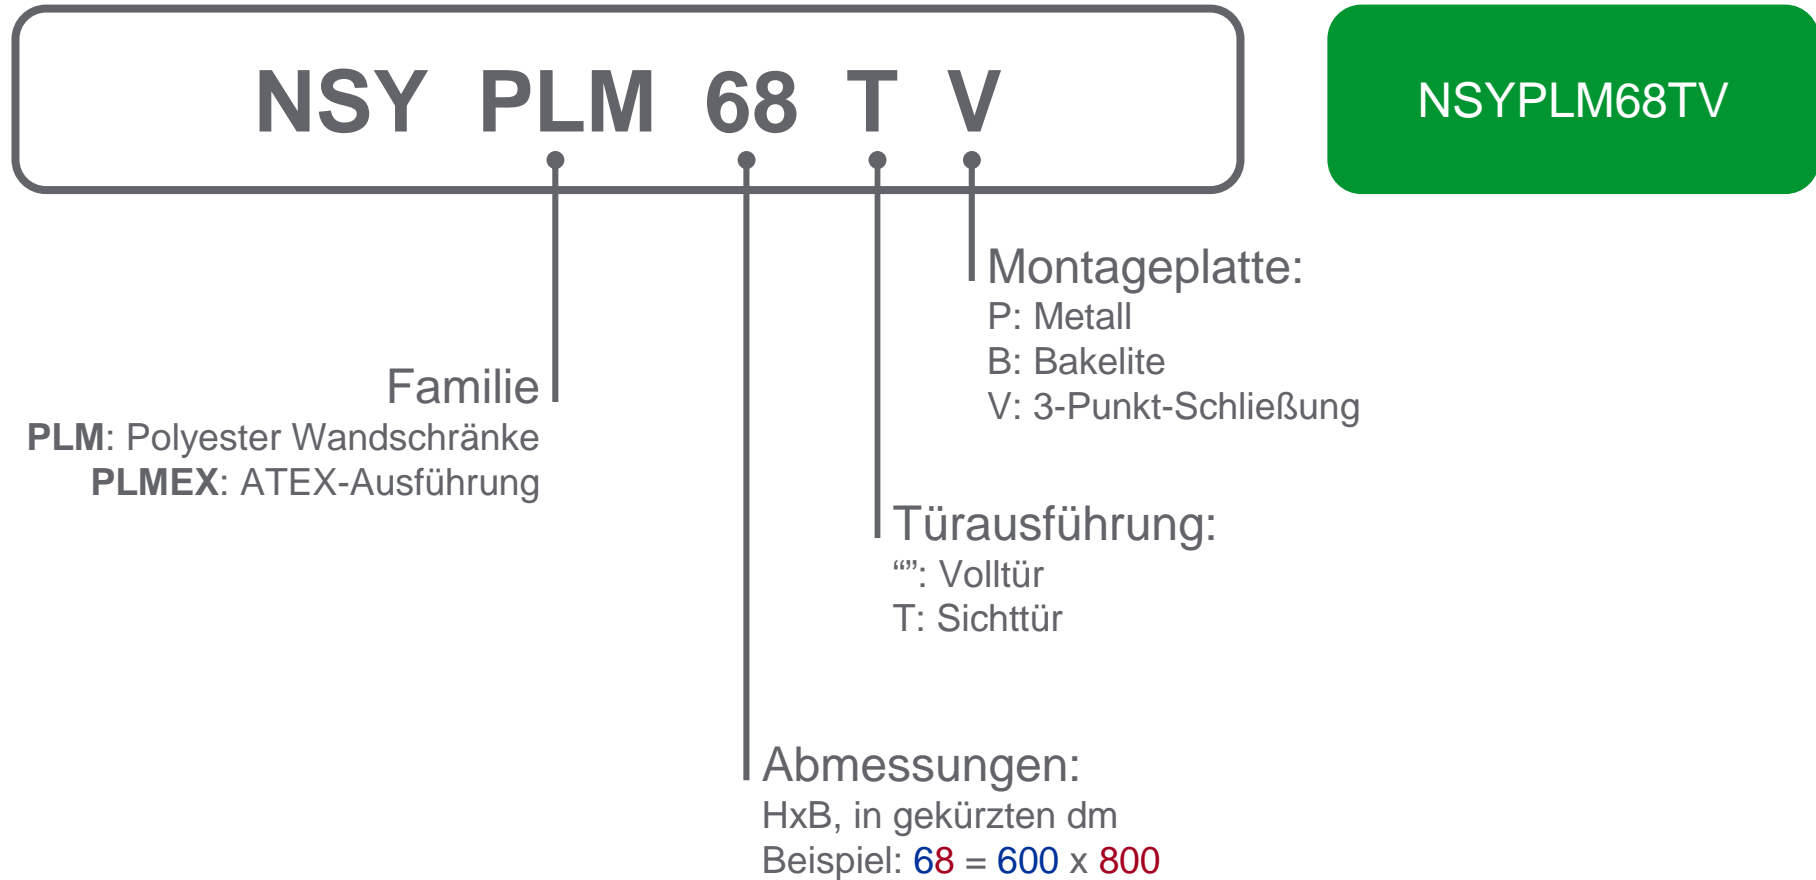 NSY PLM 68 T V
NSYPLM68TV
Montageplatte:
P: Metall
B: Bakelite
V: 3-Punkt-Schließung
Familie
PLM: Polyester Wandschränke
PLMEX: ATEX-Ausführung
Türausführung:
“”: Volltür
T: Sichttür
Abmessungen:
HxB, in gekürzten dm
Beispiel: 68 = 600 x 800